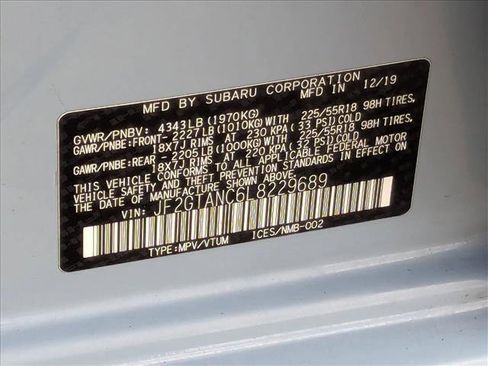 MFD BY SUBARU CORPORATION
MFD IN 12/19
GVWR/PNBV: 4343LB (1970KG)
GAWR/PNBE:FRONT- 2227LB(1010KG)WITH 225/55R18 98H TIRES,
18X7J RIMS AT 230 KPA(33 PSI)COLD
GAWR/PNBE:REAR -2205LB(1000KG)WITH 225/55R18 98H TIRES,
18X7J RIMS AT 220 KPA(32 PSI)COLD
THIS VEHICLE CONFORMS TO ALL APPLICABLE FEDERAL MOTOR
VEHICLE SAFETY STANDARDS IN EFFECT ON
THE DATE OF MANUFACTURE SHOWN ABOVE.
VIN: JF2GTANC6L8229689
TYPE:MPV/VTUM ICES/NMB-002